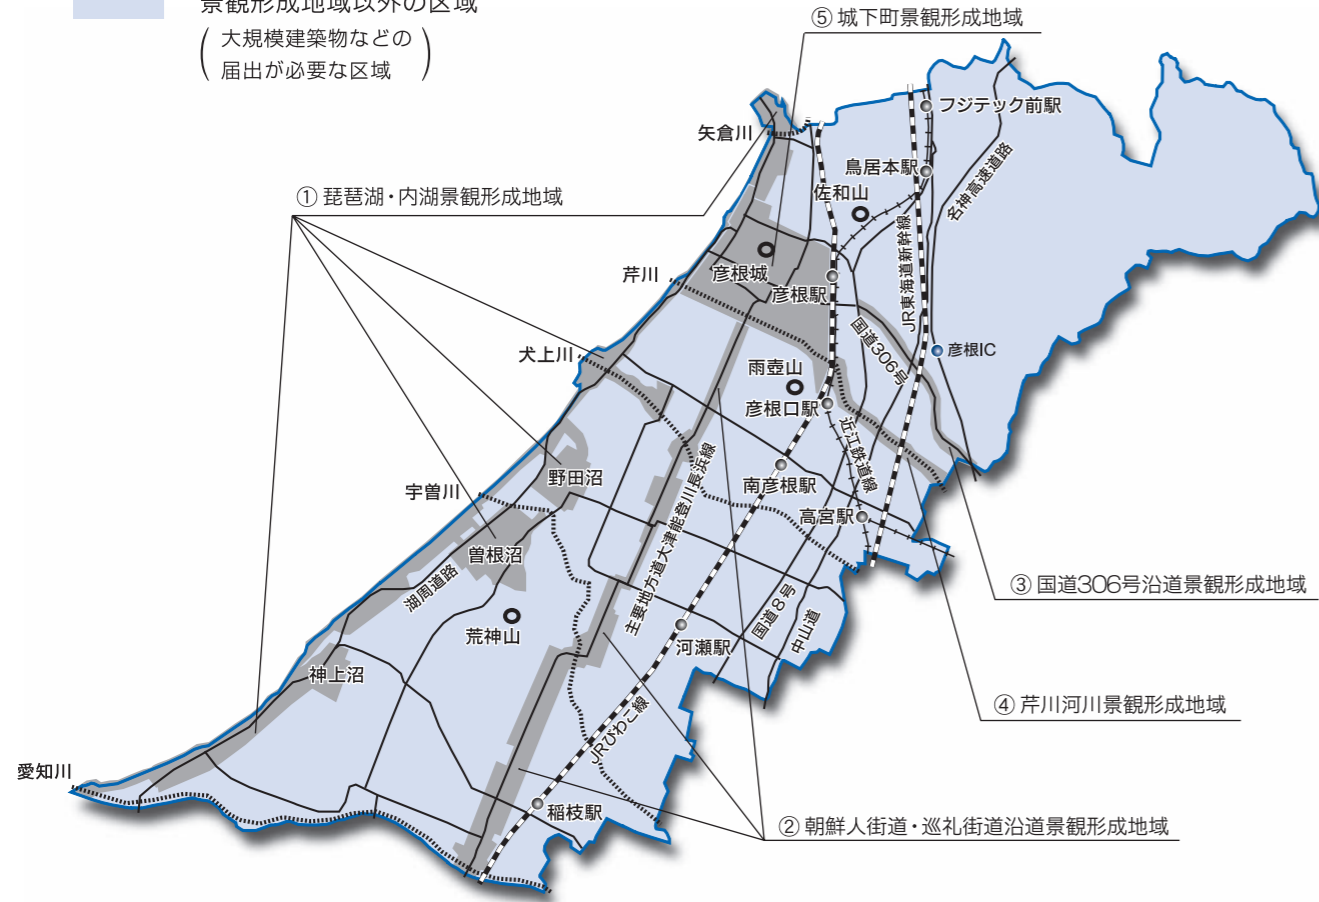 景観形成地域以外の区域
大規模建築物などの
届出が必要な区域
⑤ 城下町景観形成地域
フジテック前駅
矢倉川
鳥居本駅
名神高速道路
佐和山
① 琵琶湖・内湖景観形成地域
JR東海道新幹線
彦根城
芹川
彦根駅
国道306号
彦根IC
犬上川
雨壺山
彦根口駅
近江鉄道線
主要地方道大津能登川長浜線
野田沼
南彦根駅
宇曽川
高宮駅
曽根沼
湖周道路
③ 国道306号沿道景観形成地域
国道8号
中山道
荒神山
河瀬駅
神上沼
④ 芹川河川景観形成地域
JRびわこ線
愛知川
稲枝駅
② 朝鮮人街道・巡礼街道沿道景観形成地域